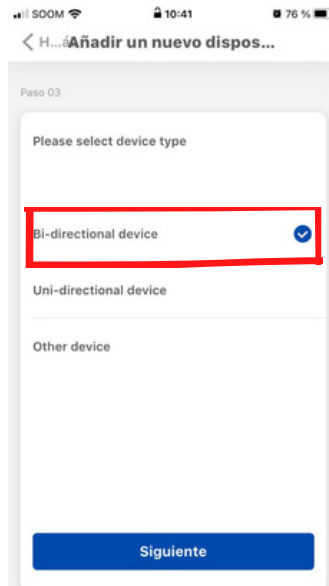 SOOM 10:41 76 %
H...á Añadir un nuevo dispos...
Paso 03
Please select device type
Bi-directional device
Uni-directional device
Other device
Siguiente